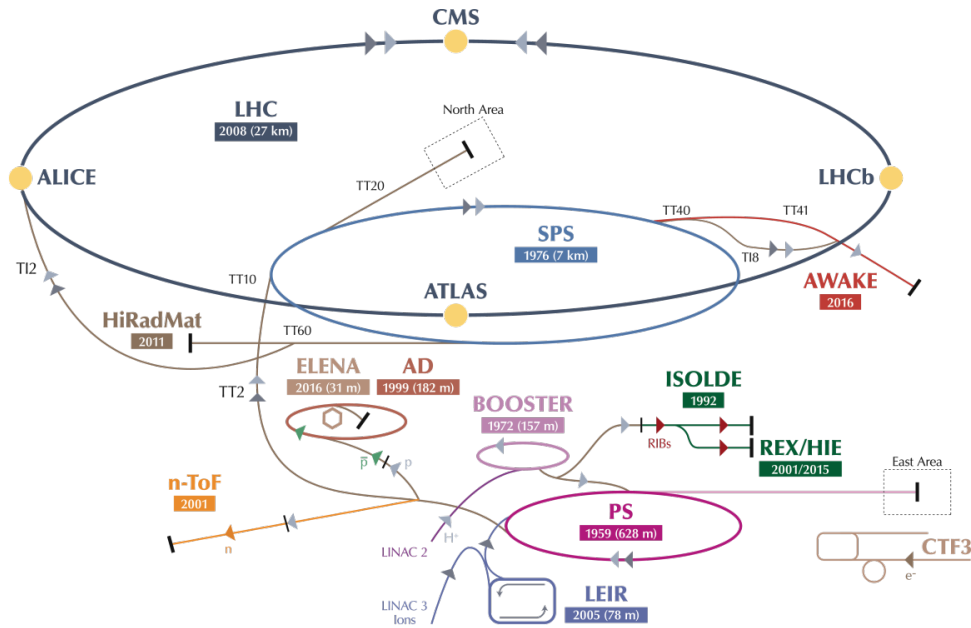 CMS
LHC
2008 (27 km)
North Area
ALICE
TT20
LHCb
TT40
TT41
SPS
1976 (7 km)
TI8
TI2
TT10
ATLAS
AWAKE
2016
HiRadMat
2011
TT60
ELENA
2016 (31 m)
AD
1999 (182 m)
TT2
ISOLDE
1992
BOOSTER
1972 (157 m)
RIBs
REX/HIE
2001/2015
p̅
p
East Area
n-ToF
2001
PS
1959 (628 m)
H⁺
n
LINAC 2
CTF3
e⁻
LEIR
2005 (78 m)
LINAC 3
Ions